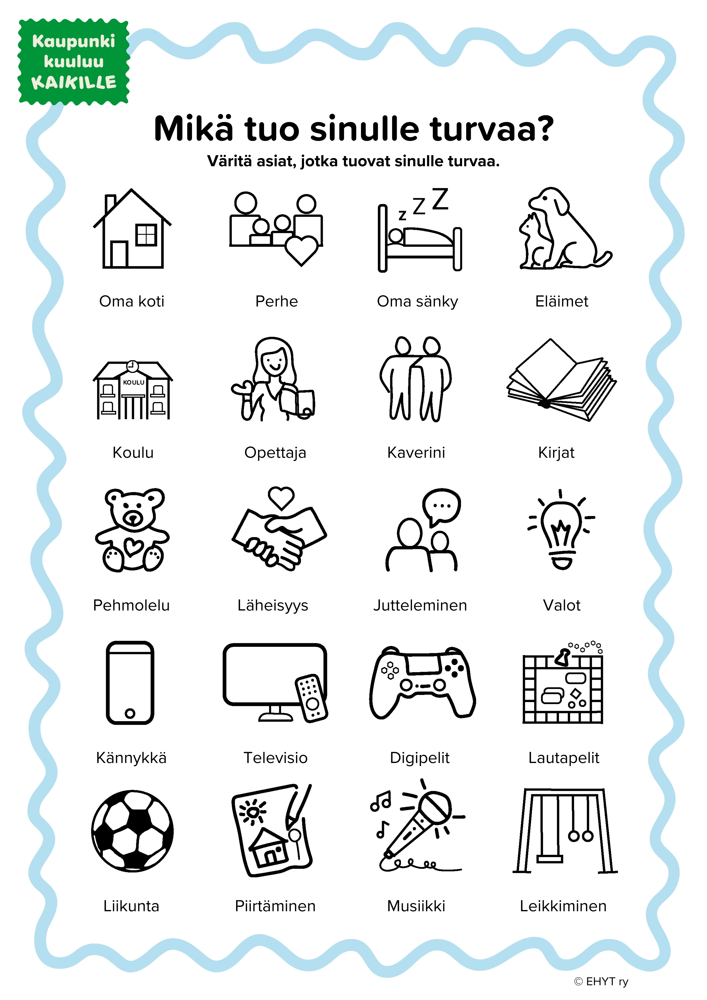 Kaupunki
kuuluu
KAIKILLE
Mikä tuo sinulle turvaa?
Väritä asiat, jotka tuovat sinulle turvaa.
z Z Z
Oma koti
Perhe
Oma sänky
Eläimet
KOULU
Koulu
Opettaja
Kaverini
Kirjat
Pehmolelu
Läheisyys
Jutteleminen
Valot
Kännykkä
Televisio
Digipelit
Lautapelit
Liikunta
Piirtäminen
Musiikki
Leikkiminen
© EHYT ry